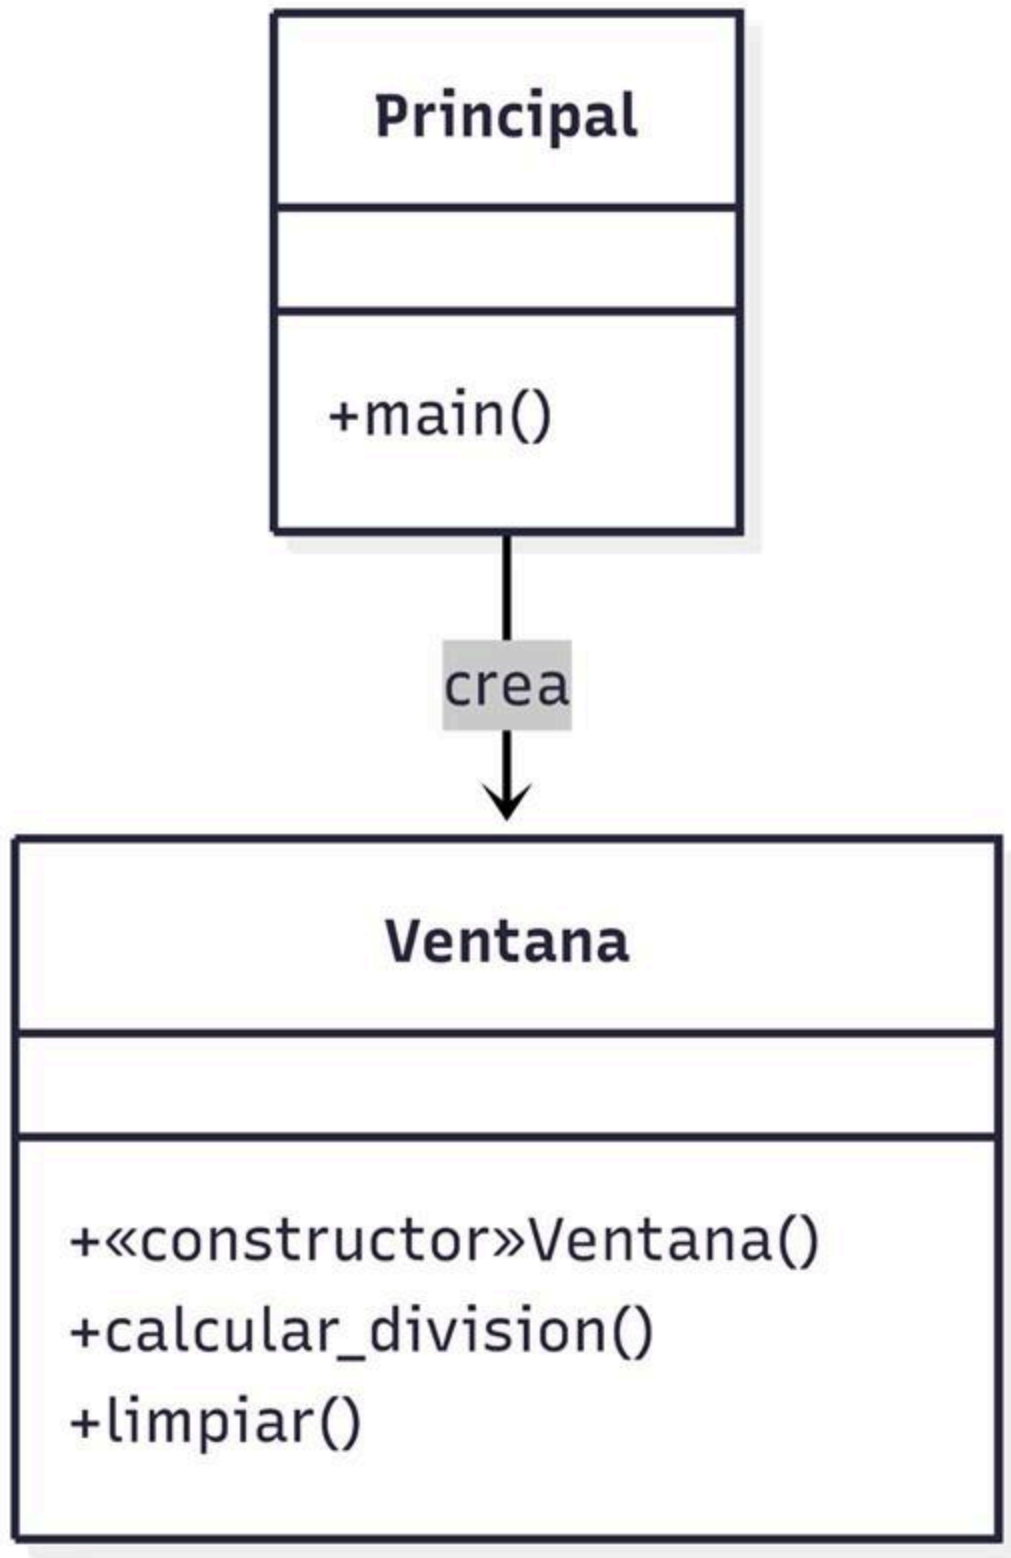 Principal
+main()
crea
Ventana
+«constructor»Ventana()
+calcular_division()
+limpiar()